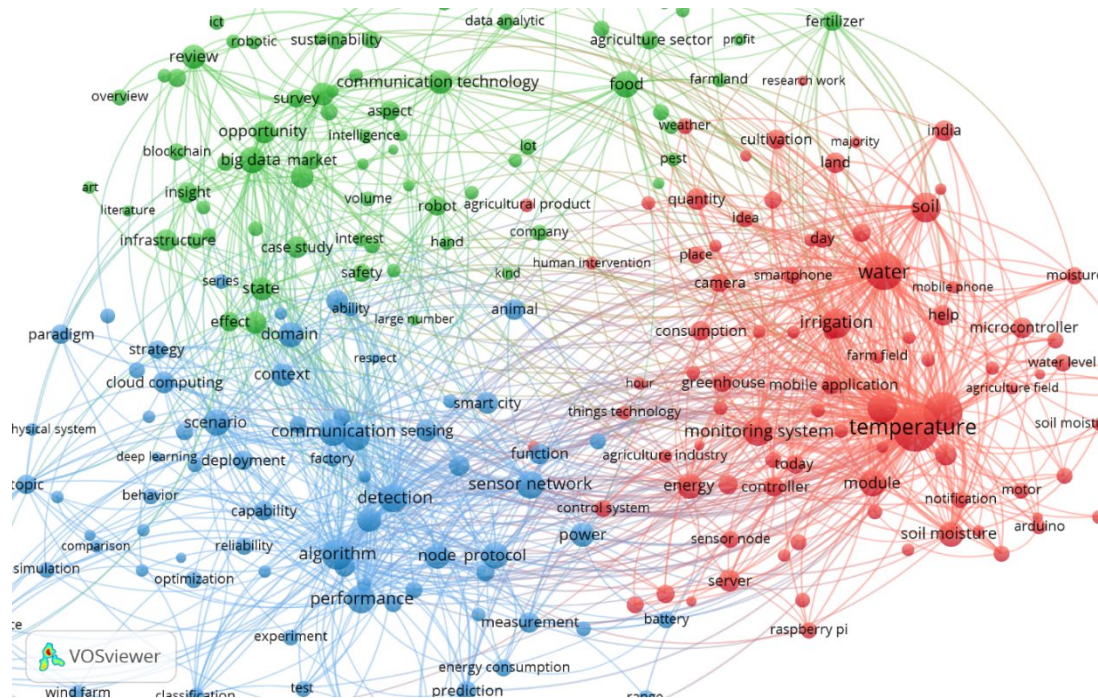 ict
data analytic
fertilizer
robotic
sustainability
agriculture sector
profit
review
communication technology
food
farmland
research work
overview
survey
aspect
weather
opportunity
intelligence
cultivation
majority
india
blockchain
big data
market
iot
pest
land
art
insight
volume
robot
agricultural product
quantity
soil
literature
idea
infrastructure
case study
interest
hand
company
day
place
series
safety
kind
human intervention
smartphone
water
moisture
state
camera
mobile phone
ability
large number
animal
effect
domain
consumption
irrigation
help
microcontroller
paradigm
strategy
respect
farm field
water level
cloud computing
context
hour
greenhouse
mobile application
agriculture field
smart city
things technology
physical system
scenario
communication
sensing
monitoring system
temperature
soil moist
deep learning
deployment
factory
function
agriculture industry
today
topic
behavior
detection
sensor network
energy
controller
module
notification
motor
capability
control system
comparison
reliability
power
sensor node
soil moisture
arduino
simulation
optimization
algorithm
node
protocol
server
performance
measurement
battery
raspberry pi
experiment
VOSviewer
energy consumption
wind farm
classification
test
prediction
range